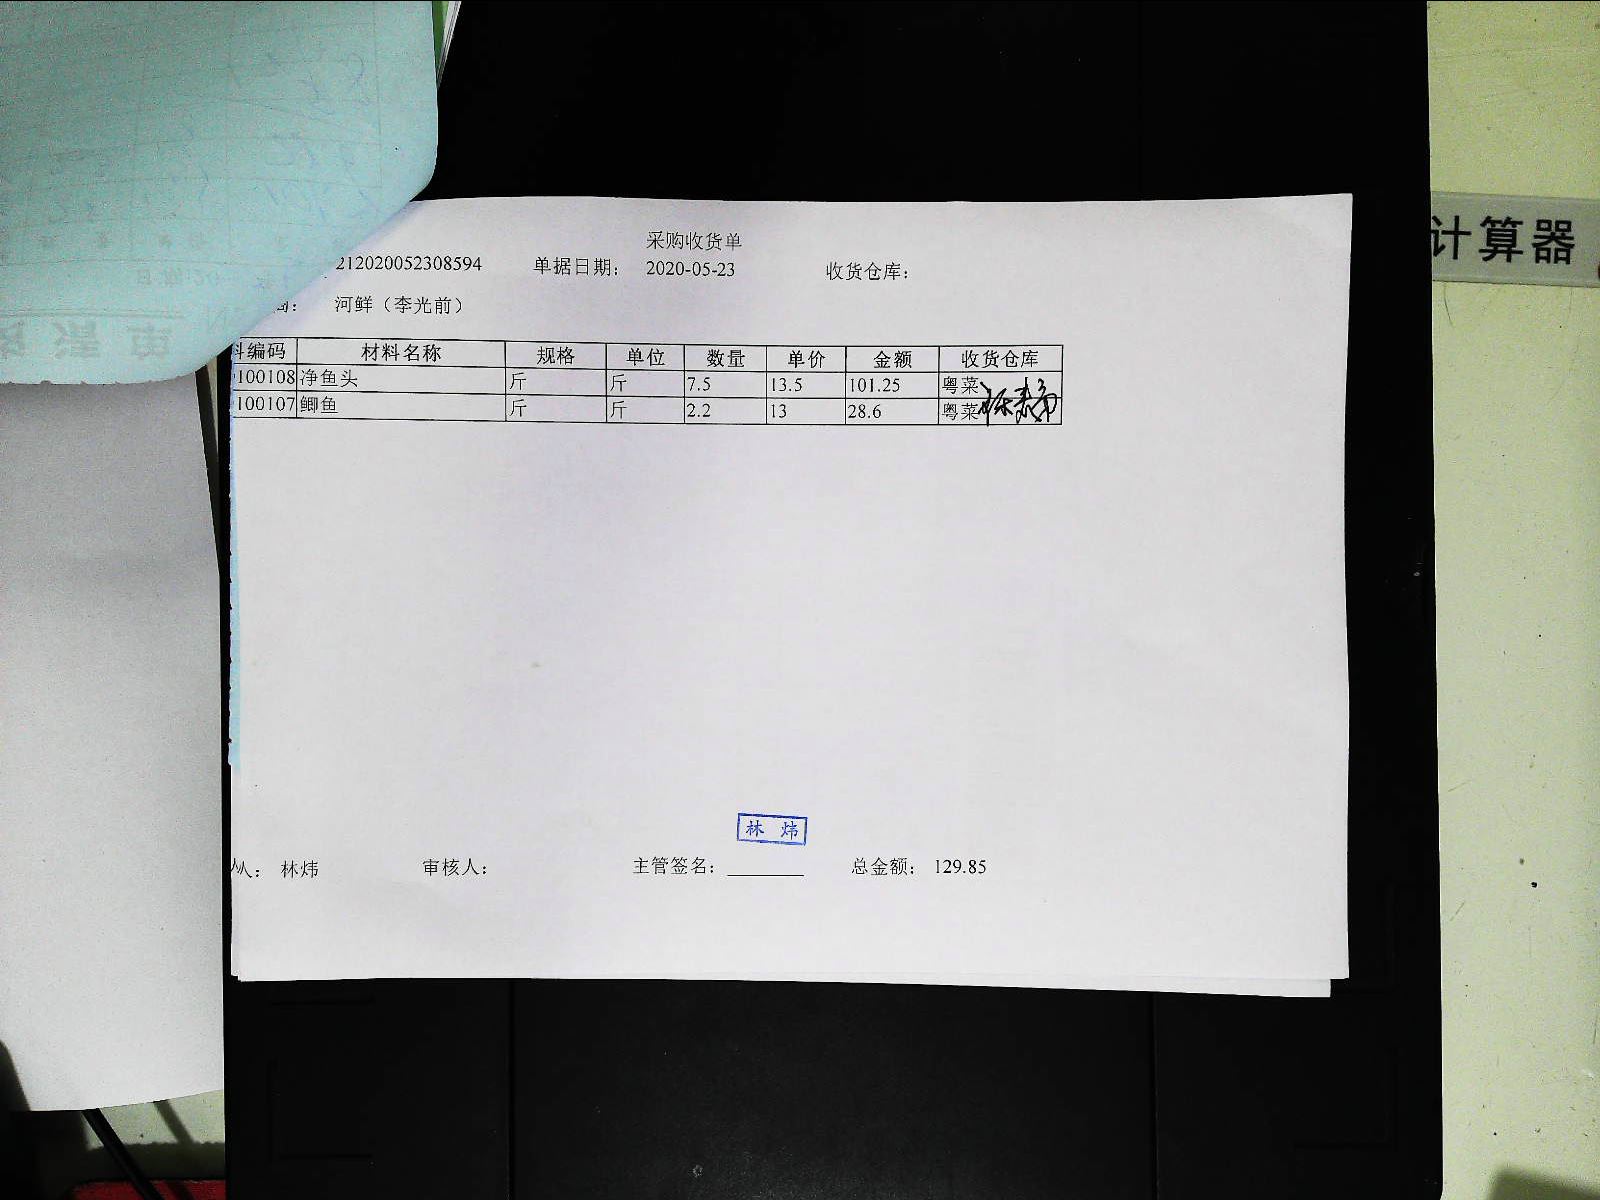 采购收货单
212020052308594 单据日期: 2020-05-23 收货仓库:
商: 河鲜（李光前）
料编码 材料名称 规格 单位 数量 单价 金额 收货仓库
100108 净鱼头 斤 斤 7.5 13.5 101.25 粤菜
100107 鲫鱼 斤 斤 2.2 13 28.6 粤菜
林 炜
人: 林炜 审核人: 主管签名: 总金额: 129.85
计算器